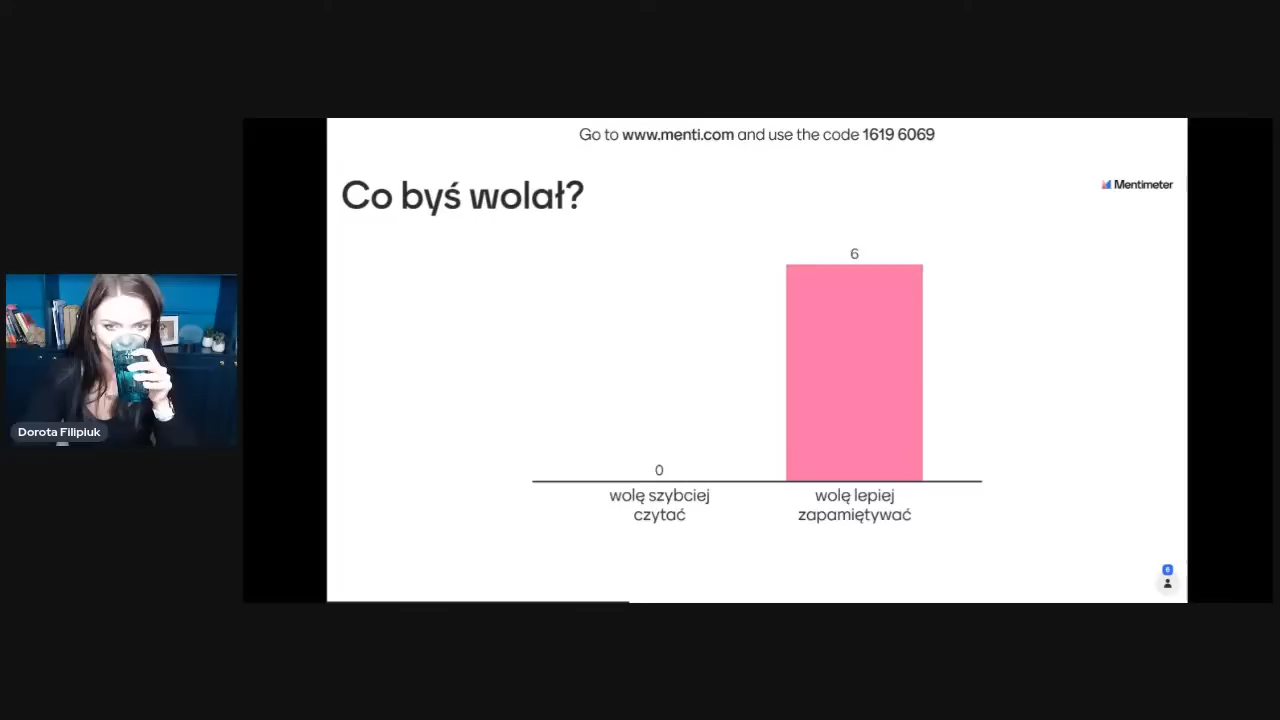 Go to www.menti.com and use the code 1619 6069
Co byś wolał?
Mentimeter
6
0
wolę szybciej
czytać
wolę lepiej
zapamiętywać
Dorota Filipiuk
6